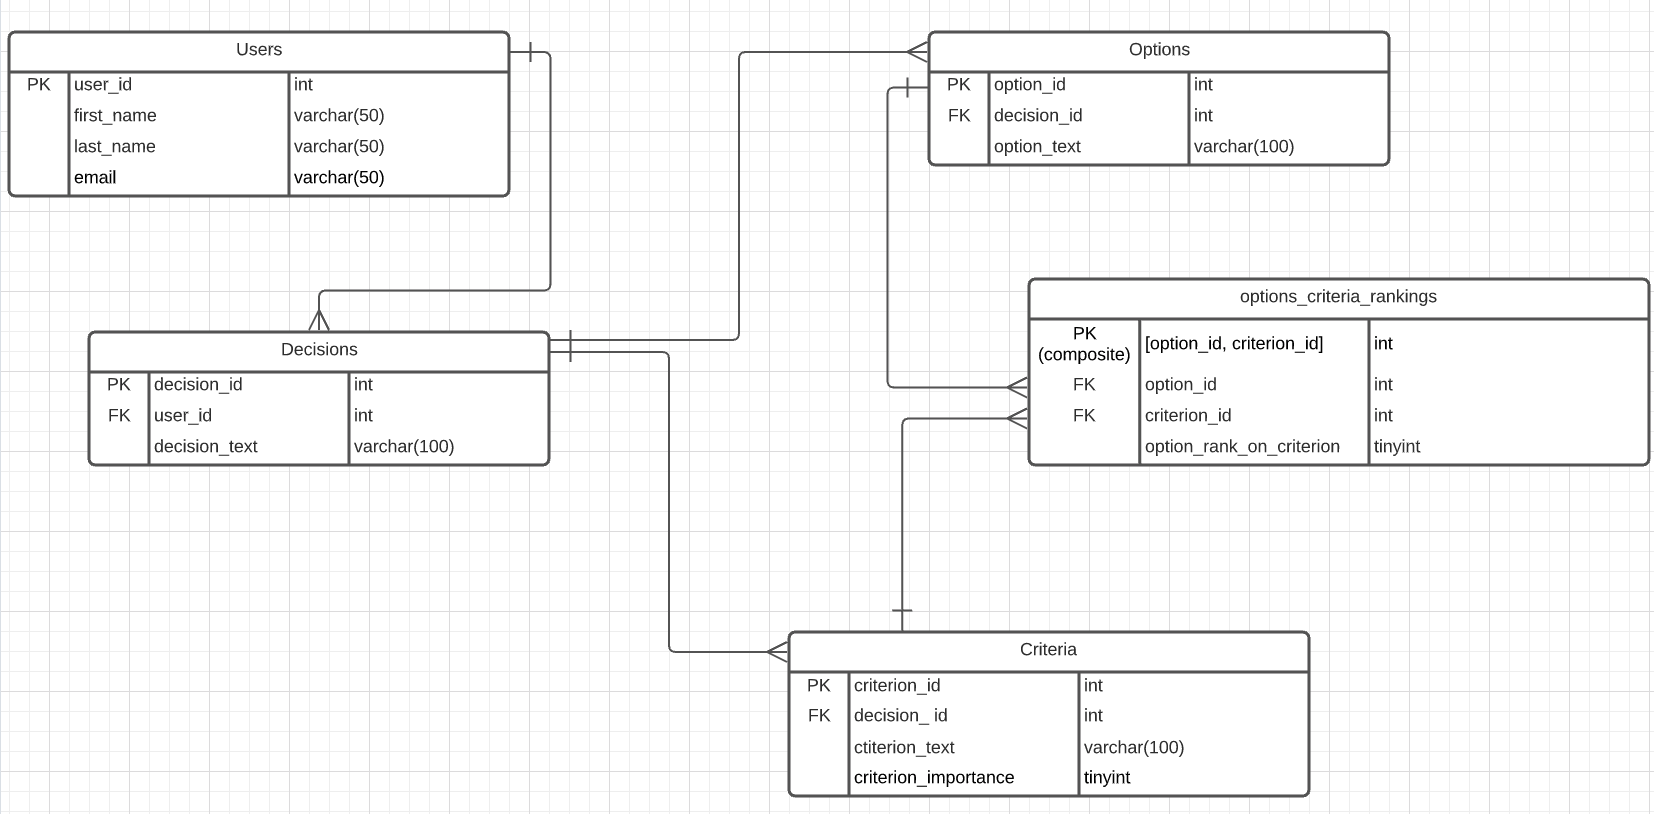 Users
PK user_id int
first_name varchar(50)
last_name varchar(50)
email varchar(50)
Options
PK option_id int
FK decision_id int
option_text varchar(100)
Decisions
PK decision_id int
FK user_id int
decision_text varchar(100)
options_criteria_rankings
PK
(composite) [option_id, criterion_id] int
FK option_id int
FK criterion_id int
option_rank_on_criterion tinyint
Criteria
PK criterion_id int
FK decision_ id int
ctiterion_text varchar(100)
criterion_importance tinyint